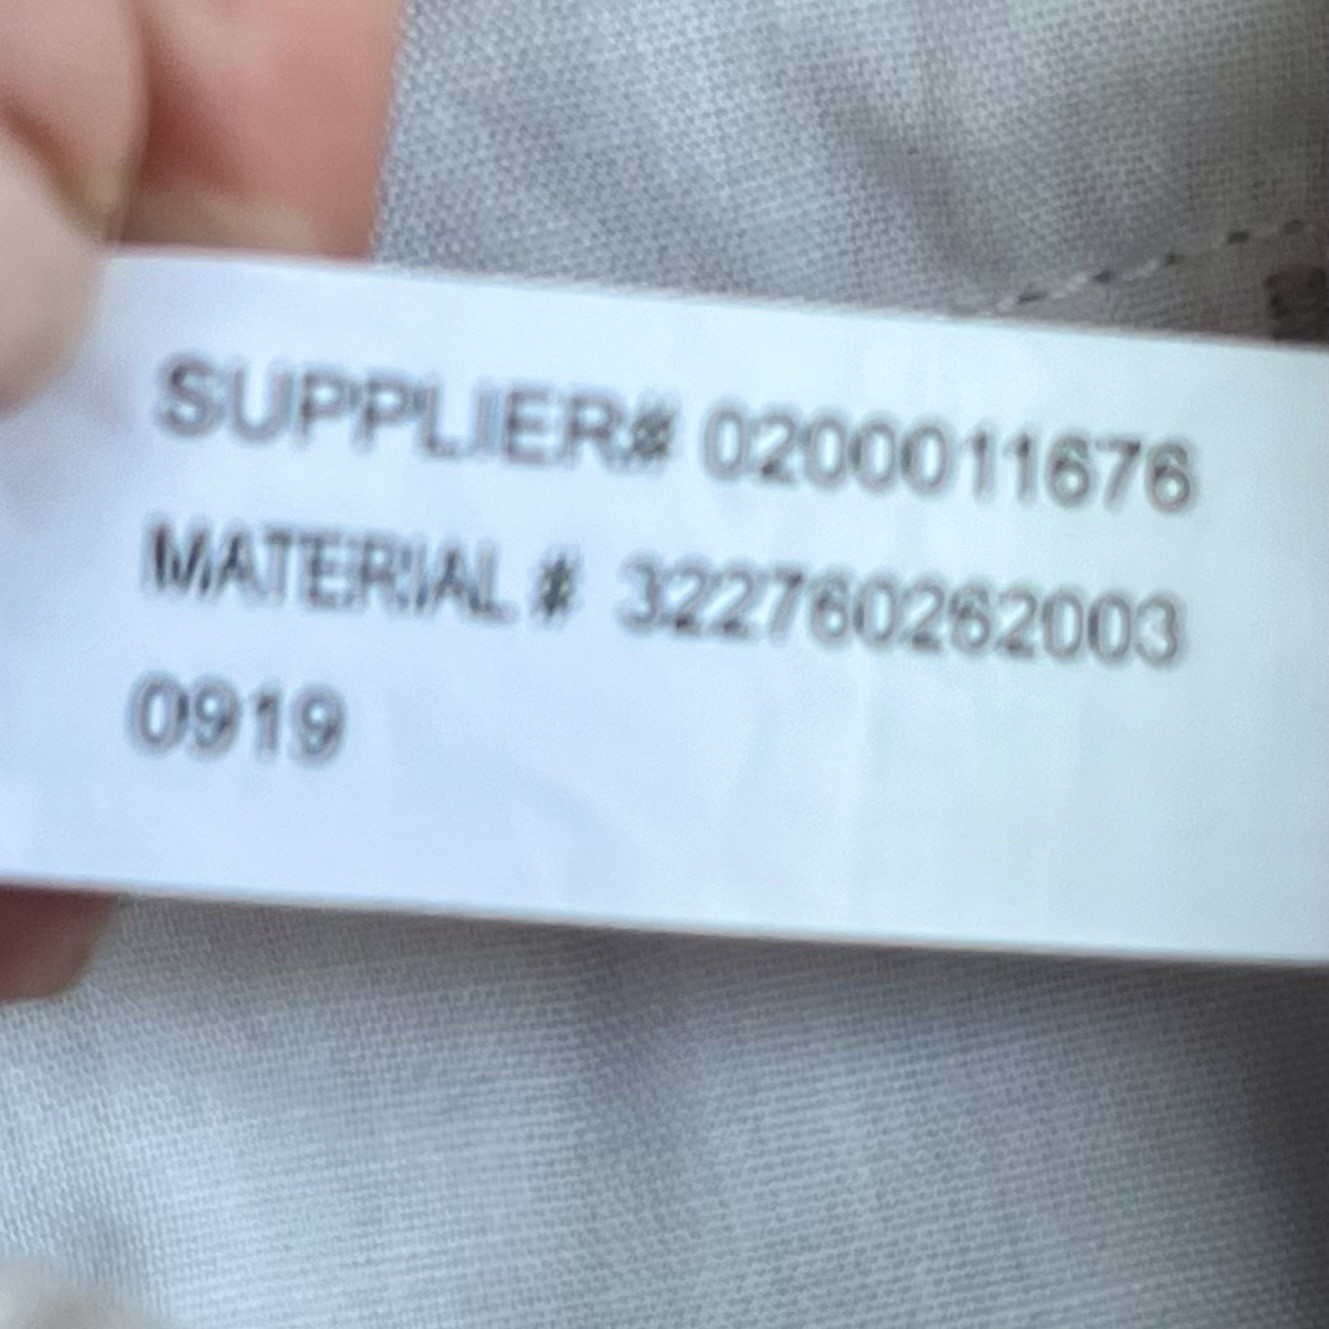 SUPPLIER# 0200011676
MATERIAL # 322760262003
0919